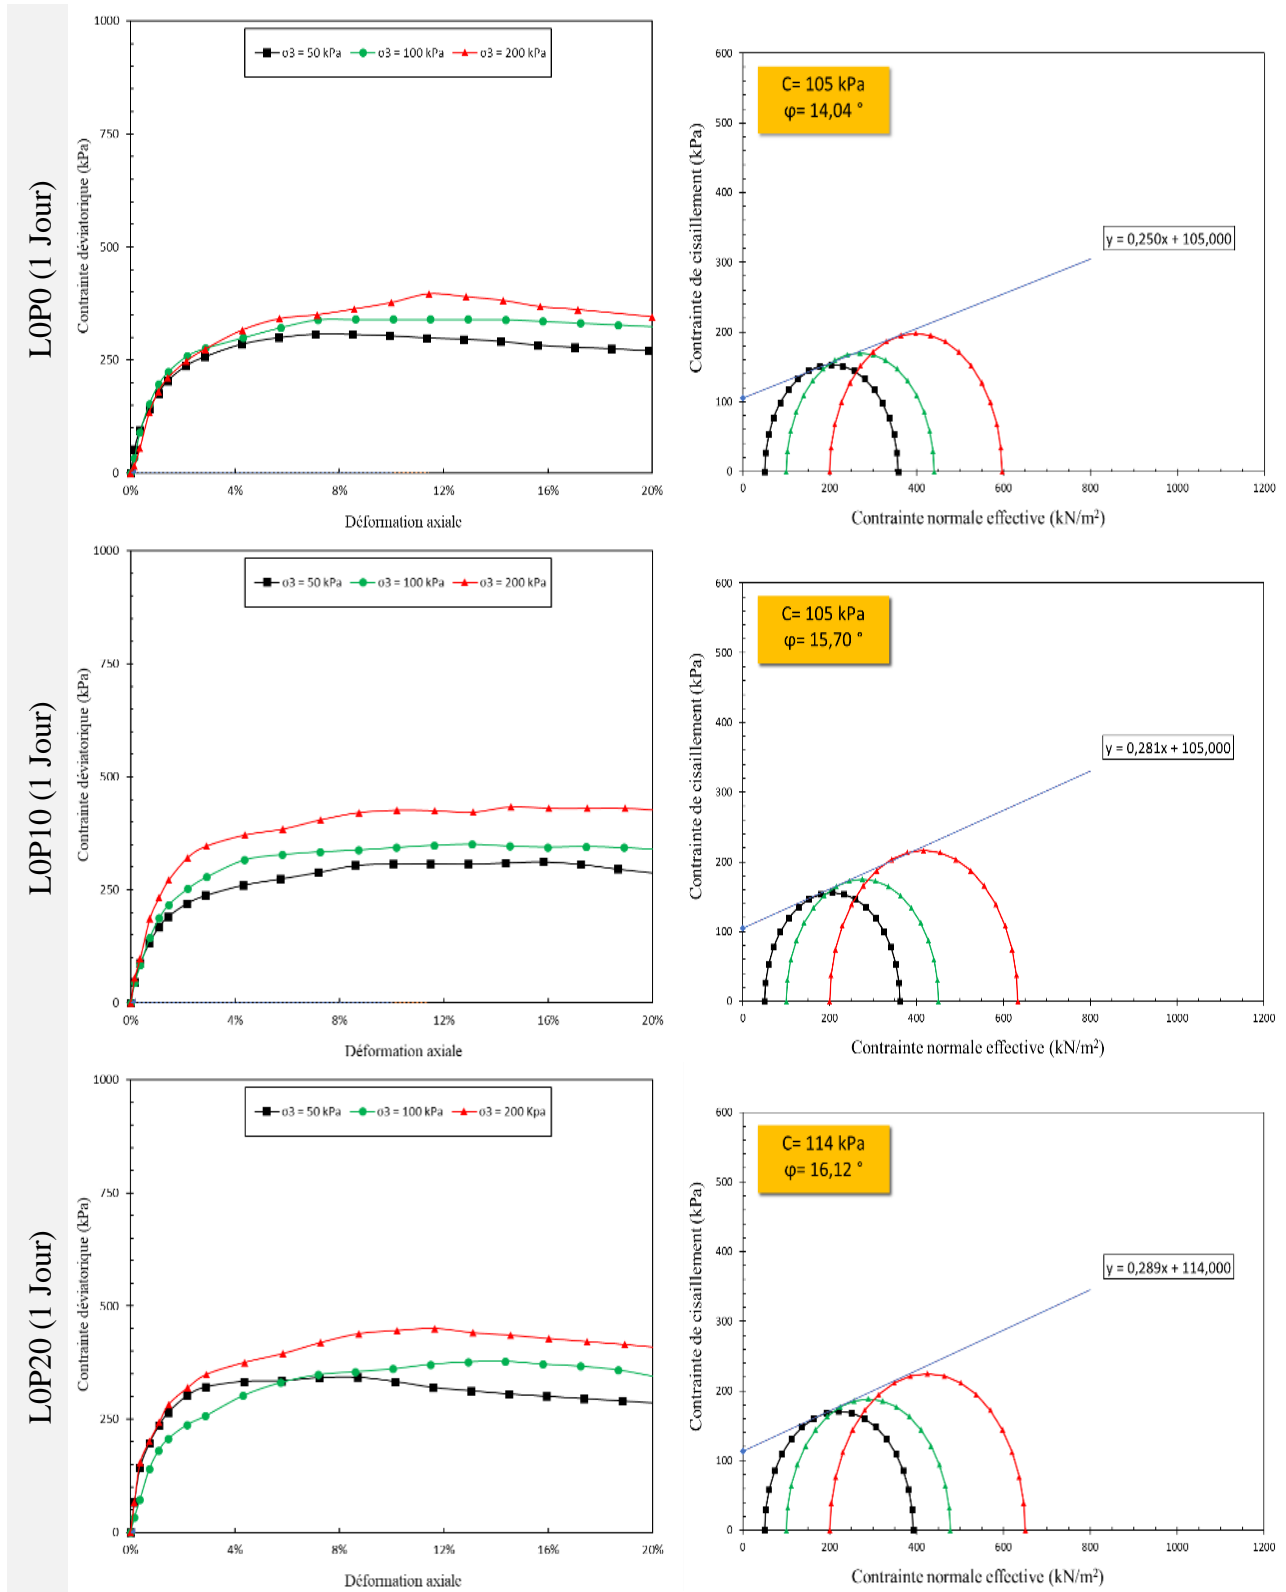 L0P0 (1 Jour)
Contrainte déviatorique (kPa)
1000
750
500
250
0
σ3 = 50 kPa σ3 = 100 kPa σ3 = 200 kPa
0% 4% 8% 12% 16% 20%
Déformation axiale
Contrainte de cisaillement (kPa)
600
500
400
300
200
100
0
C= 105 kPa
φ= 14,04 °
y = 0,250x + 105,000
0 200 400 600 800 1000 1200
Contrainte normale effective (kN/m²)
L0P10 (1 Jour)
Contrainte déviatorique (kPa)
1000
750
500
250
0
σ3 = 50 kPa σ3 = 100 kPa σ3 = 200 kPa
0% 4% 8% 12% 16% 20%
Déformation axiale
Contrainte de cisaillement (kPa)
600
500
400
300
200
100
0
C= 105 kPa
φ= 15,70 °
y = 0,281x + 105,000
0 200 400 600 800 1000 1200
Contrainte normale effective (kN/m²)
L0P20 (1 Jour)
Contrainte déviatorique (kPa)
1000
750
500
250
0
σ3 = 50 kPa σ3 = 100 kPa σ3 = 200 Kpa
0% 4% 8% 12% 16% 20%
Déformation axiale
Contrainte de cisaillement (kPa)
600
500
400
300
200
100
0
C= 114 kPa
φ= 16,12 °
y = 0,289x + 114,000
0 200 400 600 800 1000 1200
Contrainte normale effective (kN/m²)